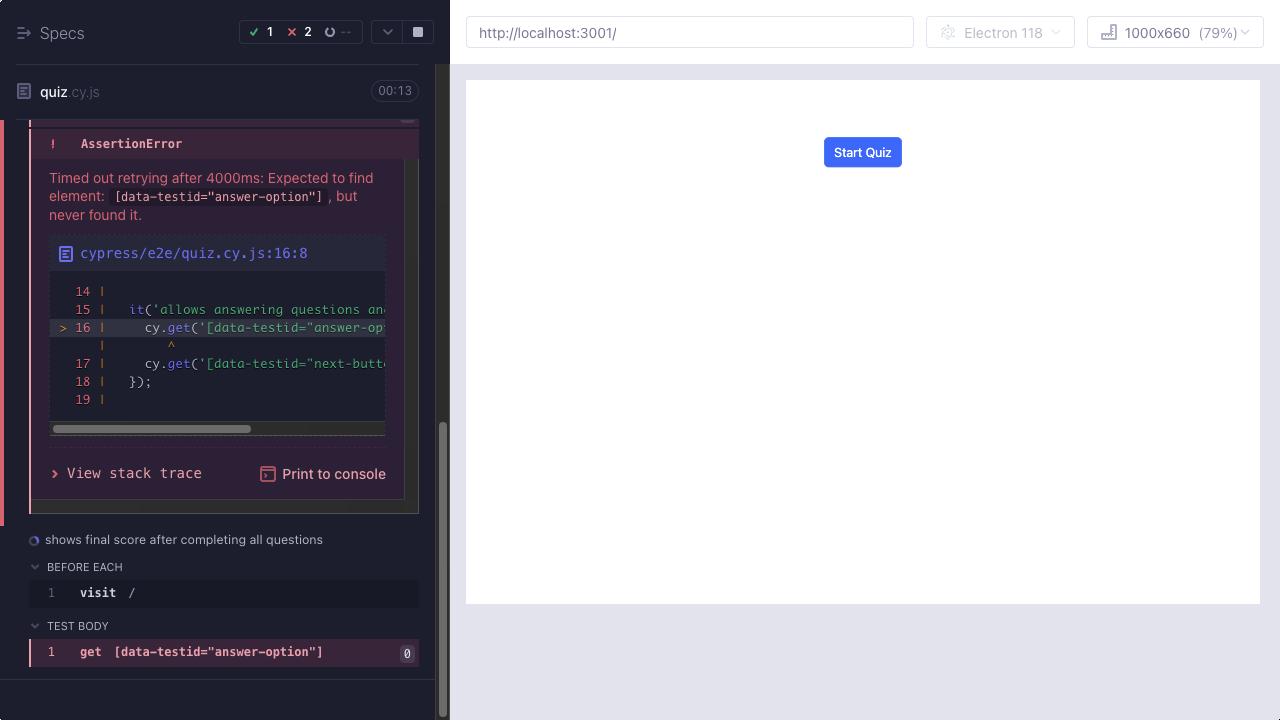 Specs
1
2
--
http://localhost:3001/
Electron 118
1000x660 (79%)
quiz.cy.js
00:13
AssertionError
Timed out retrying after 4000ms: Expected to find
element: [data-testid="answer-option"], but
never found it.
cypress/e2e/quiz.cy.js:16:8
14 |
15 | it('allows answering questions an
> 16 | cy.get('[data-testid="answer-op
| ^
17 | cy.get('[data-testid="next-butt
18 | });
19 |
View stack trace
Print to console
shows final score after completing all questions
BEFORE EACH
1 visit /
TEST BODY
1 get [data-testid="answer-option"] 0
Start Quiz